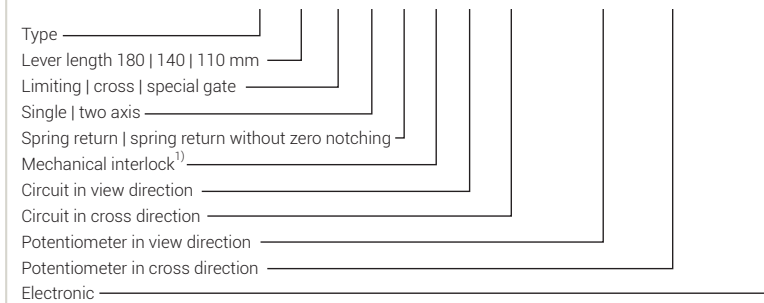 Type
Lever length 180 | 140 | 110 mm
Limiting | cross | special gate
Single | two axis
Spring return | spring return without zero notching
Mechanical interlock1)
Circuit in view direction
Circuit in cross direction
Potentiometer in view direction
Potentiometer in cross direction
Electronic